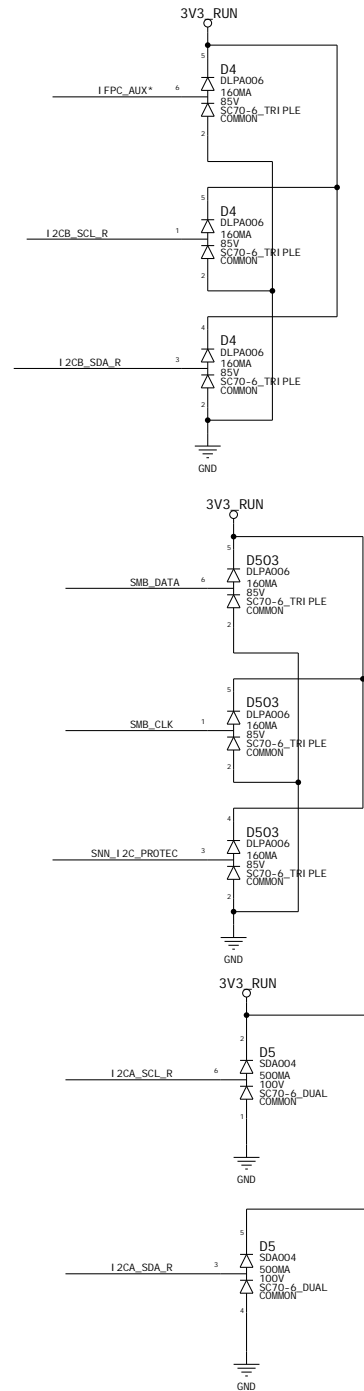 3V3_RUN
5
D4
DLPA006
IFPC_AUX*
6
160MA
85V
SC70-6_TRIPLE
COMMON
2
5
D4
DLPA006
I2CB_SCL_R
1
160MA
85V
SC70-6_TRIPLE
COMMON
2
4
D4
DLPA006
I2CB_SDA_R
3
160MA
85V
SC70-6_TRIPLE
COMMON
2
GND
3V3_RUN
5
D503
DLPA006
SMB_DATA
6
160MA
85V
SC70-6_TRIPLE
COMMON
2
5
D503
DLPA006
SMB_CLK
1
160MA
85V
SC70-6_TRIPLE
COMMON
2
4
D503
DLPA006
SNN_I2C_PROTEC
3
160MA
85V
SC70-6_TRIPLE
COMMON
2
GND
3V3_RUN
2
D5
SDA004
I2CA_SCL_R
6
500MA
100V
SC70-6_DUAL
COMMON
1
GND
5
D5
SDA004
I2CA_SDA_R
3
500MA
100V
SC70-6_DUAL
COMMON
4
GND